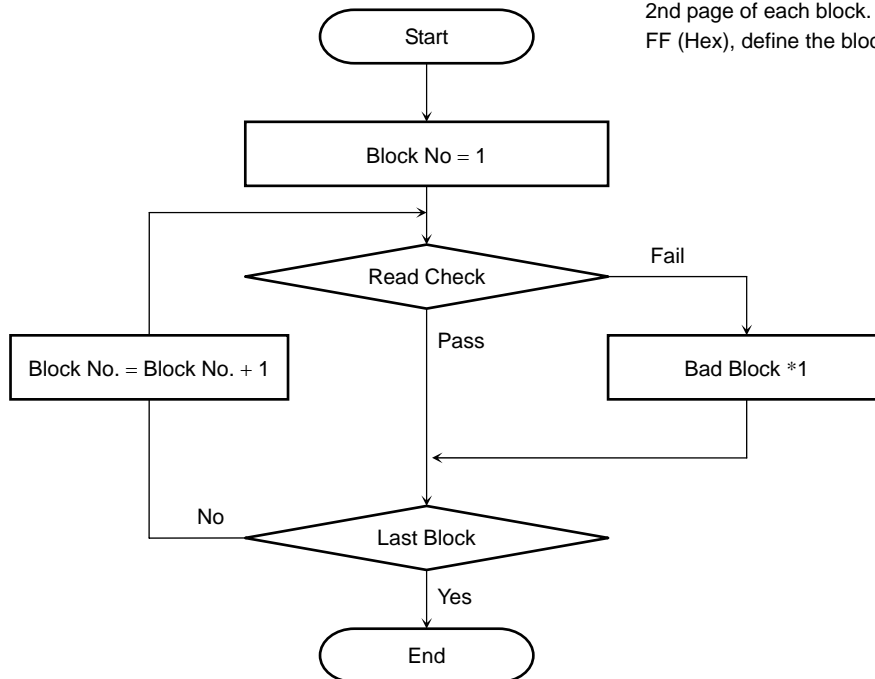 2nd page of each block.
FF (Hex), define the
Start
Block No = 1
Read Check
Fail
Pass
Block No. = Block No. + 1
Bad Block *1
No
Last Block
Yes
End